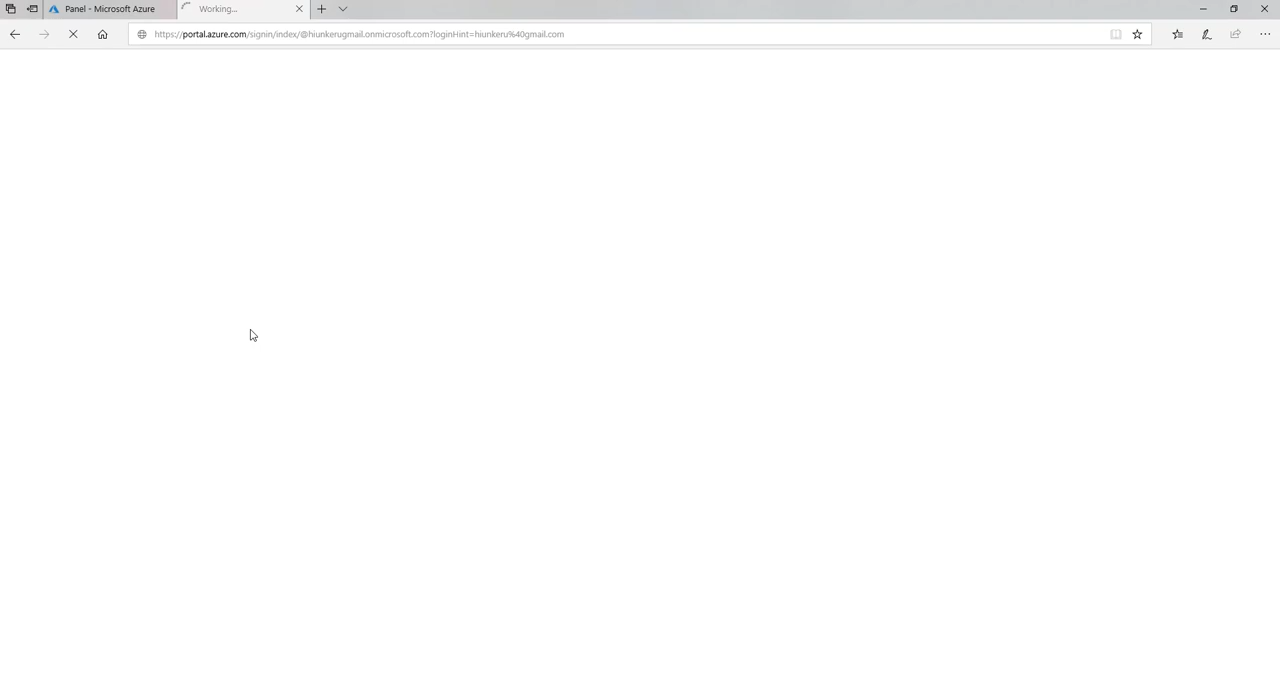 Panel - Microsoft Azure
Working...
https://portal.azure.com/signin/index/@hiunkerugmail.onmicrosoft.com?loginHint=hiunkeru%40gmail.com